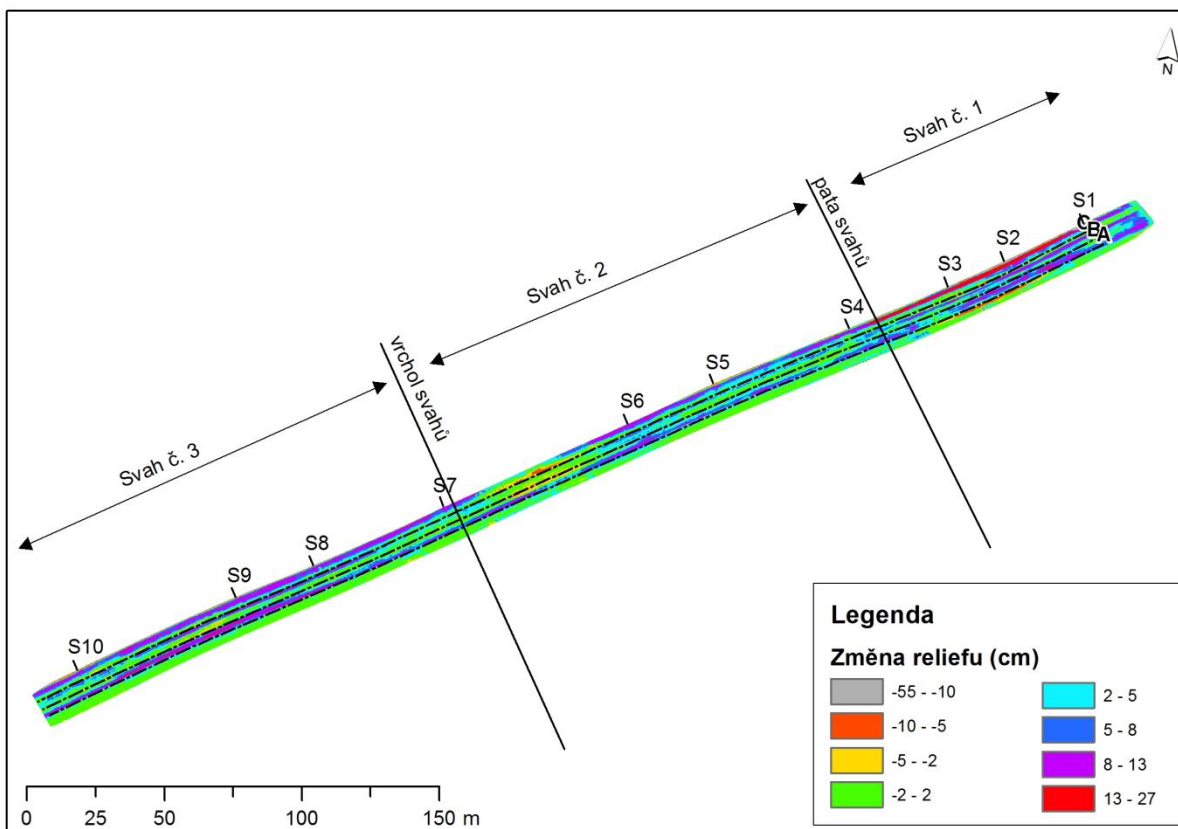 N
Svah č. 1
pata svahů
S1
C
B
A
S2
S3
Svah č. 2
S4
vrchol svahů
S5
S6
Svah č. 3
S7
S8
S9
S10
Legenda
Změna reliefu (cm)
-55 - -10
-10 - -5
-5 - -2
-2 - 2
2 - 5
5 - 8
8 - 13
13 - 27
0 25 50 100 150 m